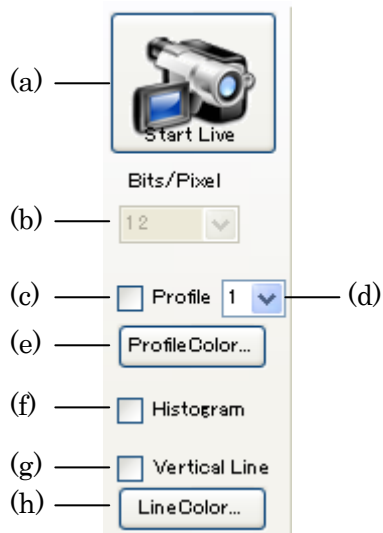 (a)
Start Live
Bits/Pixel
(b) 12
(c) Profile 1 (d)
(e) ProfileColor...
(f) Histogram
(g) Vertical Line
(h) LineColor...